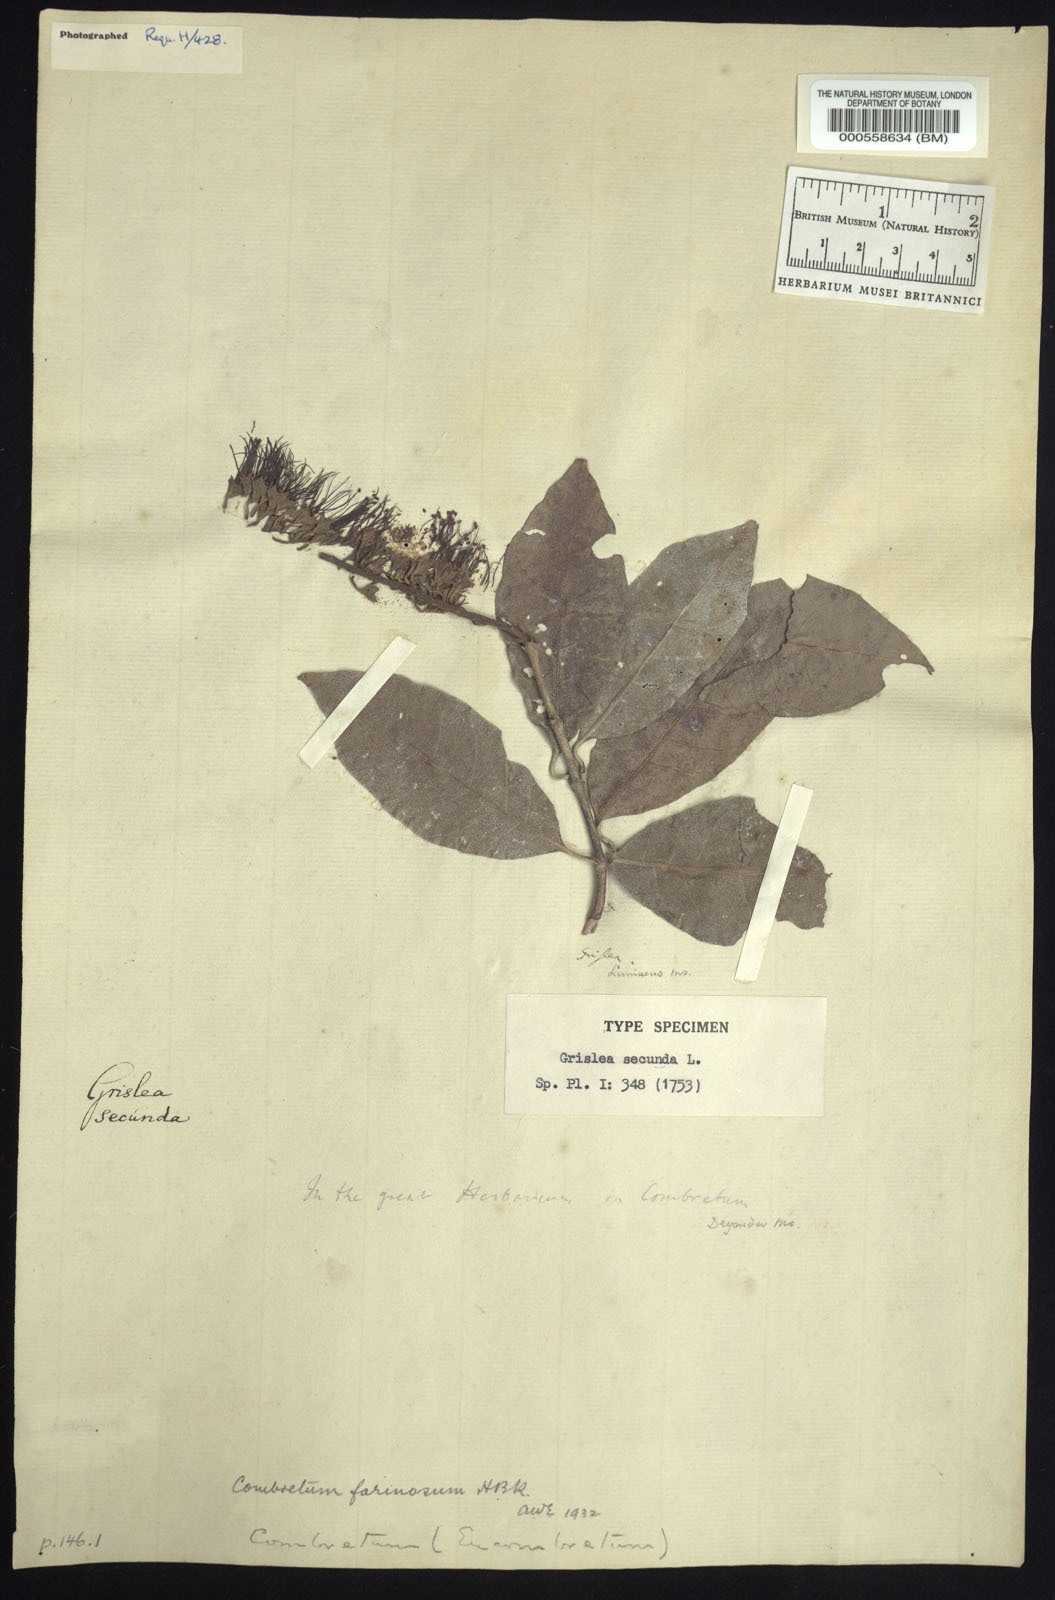 Photographed Regn. H/428.
THE NATURAL HISTORY MUSEUM, LONDON
DEPARTMENT OF BOTANY
000558634 (BM)
1 2
BRITISH MUSEUM (NATURAL HISTORY)
1 2 3 4 5
HERBARIUM MUSEI BRITANNICI
Grislea.
Linnaeus ms.
TYPE SPECIMEN
Grislea secunda L.
Sp. Pl. I: 348 (1753)
Grislea
secunda
In the great Herbarium in Combretum
Dryander ms.
Combretum farinosum HBK.
AWE 1932
Combretum (Eucombretum)
p. 146. 1